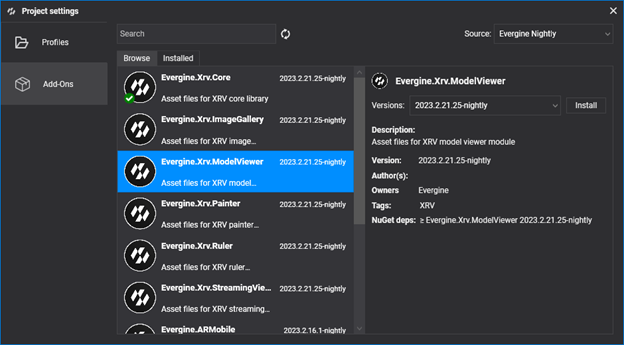 Project settings
Profiles
Add-Ons
Search
Source: Evergine Nightly
Browse Installed
Evergine.Xrv.Core 2023.2.21.25-nightly
Asset files for XRV core library
Evergine.Xrv.ImageGallery 2023.2.21.25-nightly
Asset files for XRV image...
Evergine.Xrv.ModelViewer 2023.2.21.25-nightly
Asset files for XRV model...
Evergine.Xrv.Painter 2023.2.21.25-nightly
Asset files for XRV painter...
Evergine.Xrv.Ruler 2023.2.21.25-nightly
Asset files for XRV ruler...
Evergine.Xrv.StreamingVie... 2023.2.21.25-nightly
Asset files for XRV streaming...
Evergine.ARMobile 2023.2.16.1-nightly
Evergine.Xrv.ModelViewer
Versions: 2023.2.21.25-nightly Install
Description:
Asset files for XRV model viewer module
Version: 2023.2.21.25-nightly
Author(s):
Owners Evergine
Tags: XRV
NuGet deps: ≥ Evergine.Xrv.ModelViewer 2023.2.21.25-nightly